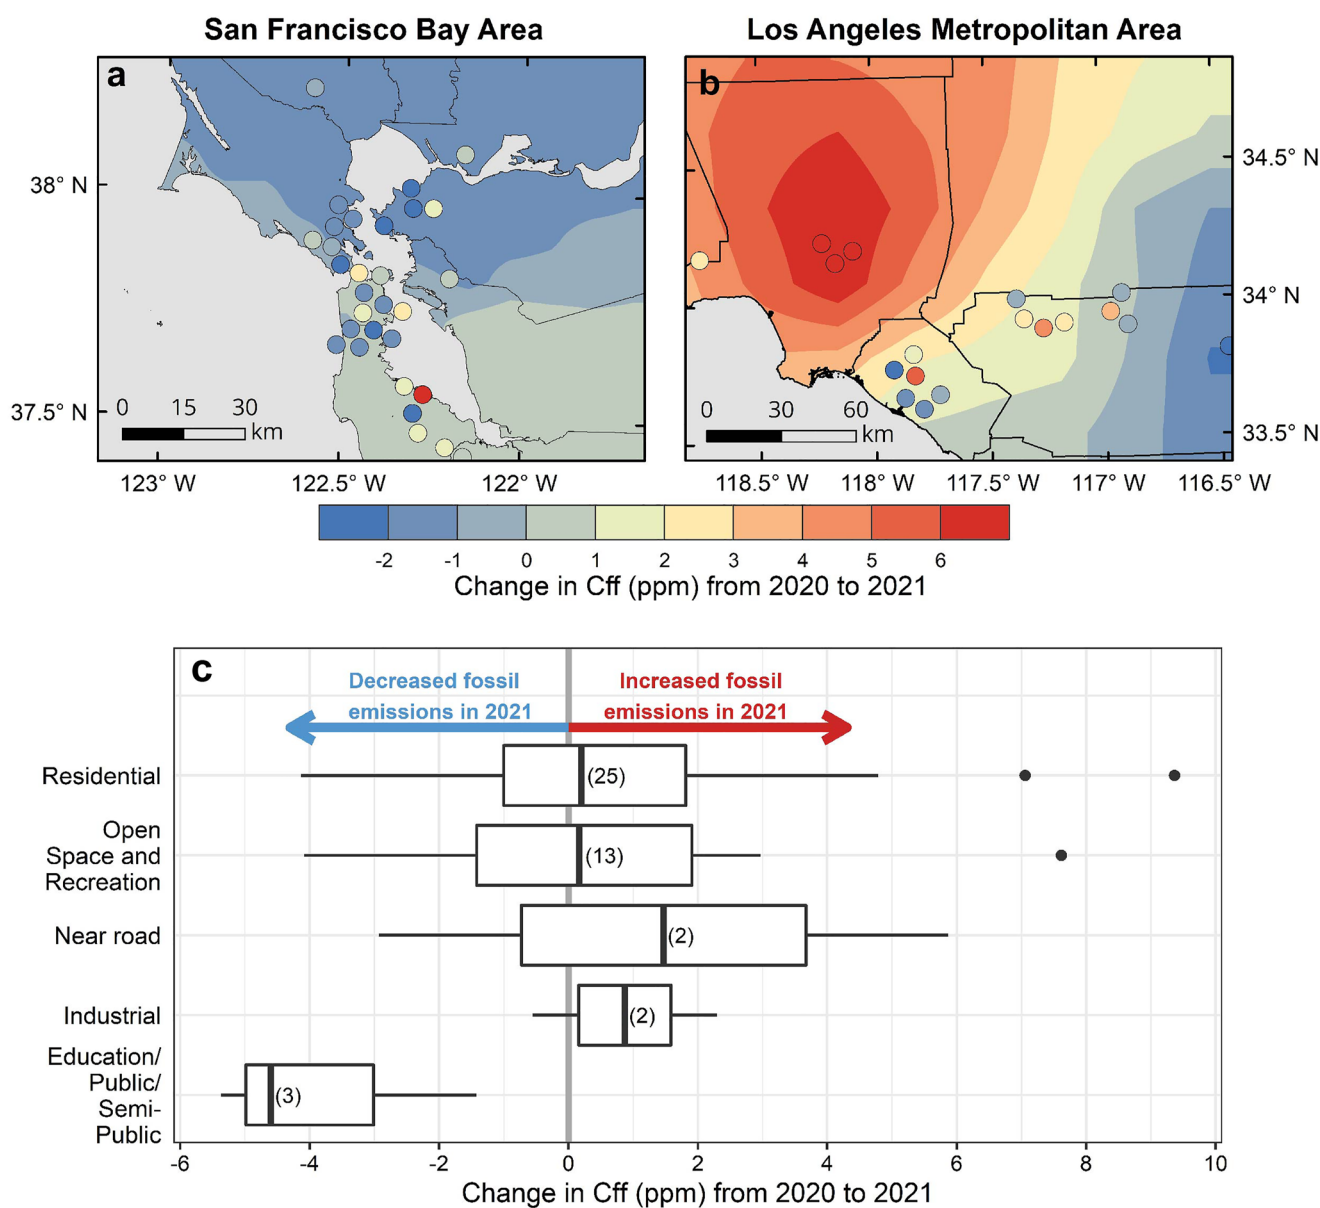 San Francisco Bay Area
Los Angeles Metropolitan Area
a
b
38° N
37.5° N
34.5° N
34° N
33.5° N
0 15 30
km
0 30 60
km
123° W 122.5° W 122° W
118.5° W 118° W 117.5° W 117° W 116.5° W
-2 -1 0 1 2 3 4 5 6
Change in Cff (ppm) from 2020 to 2021
c
Decreased fossil
emissions in 2021
Increased fossil
emissions in 2021
Residential
(25)
Open
Space and
Recreation
(13)
Near road
(2)
Industrial
(2)
Education/
Public/
Semi-
Public
(3)
-6 -4 -2 0 2 4 6 8 10
Change in Cff (ppm) from 2020 to 2021